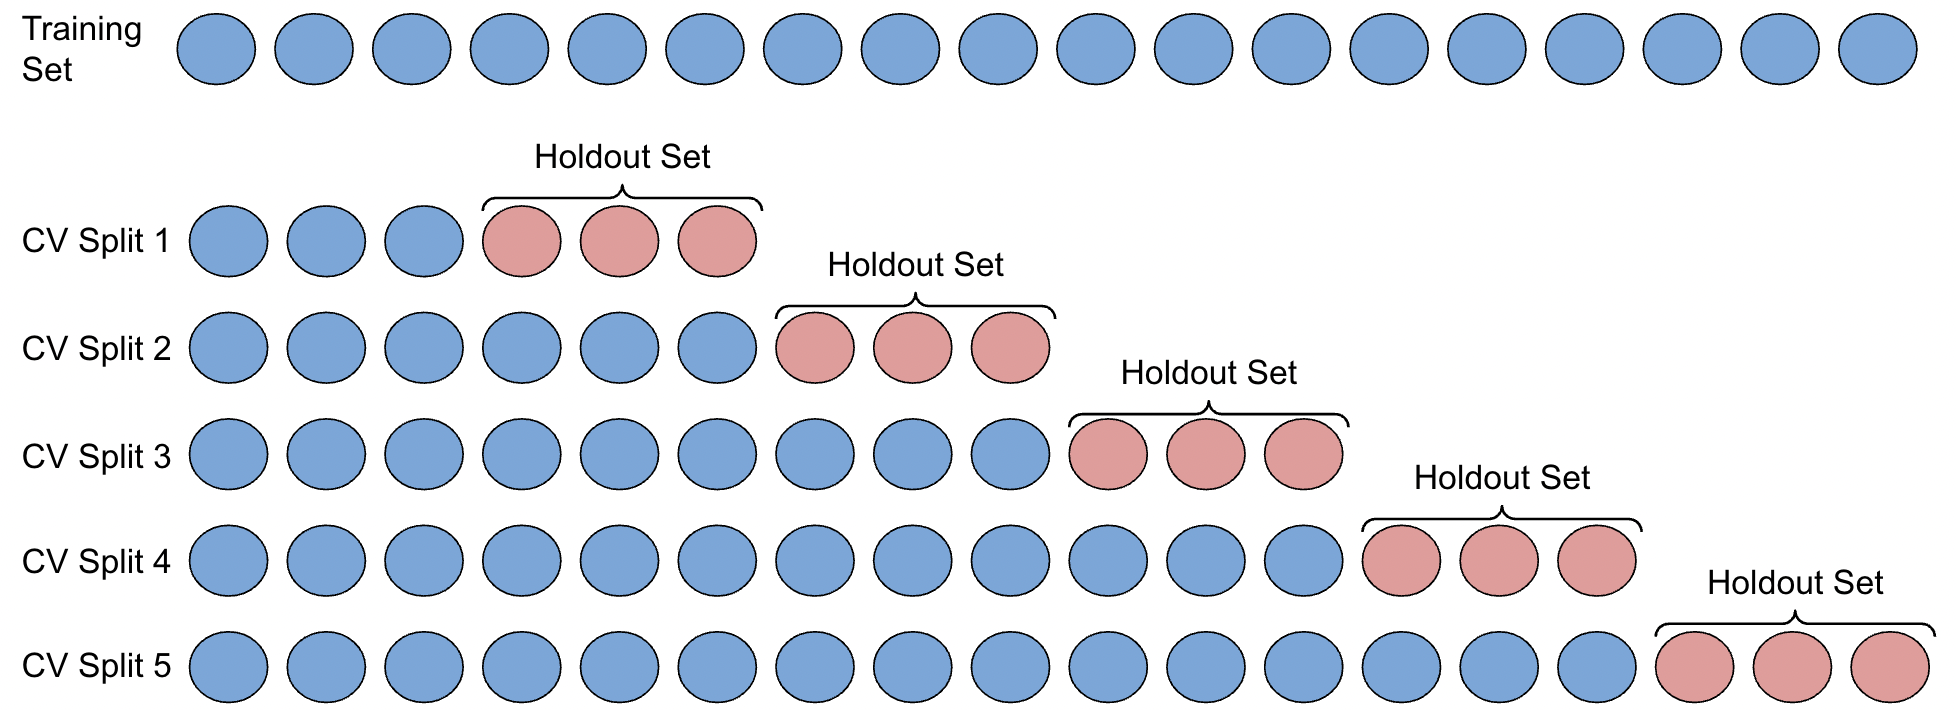 Training
Set
Holdout Set
CV Split 1
Holdout Set
CV Split 2
Holdout Set
CV Split 3
Holdout Set
CV Split 4
Holdout Set
CV Split 5